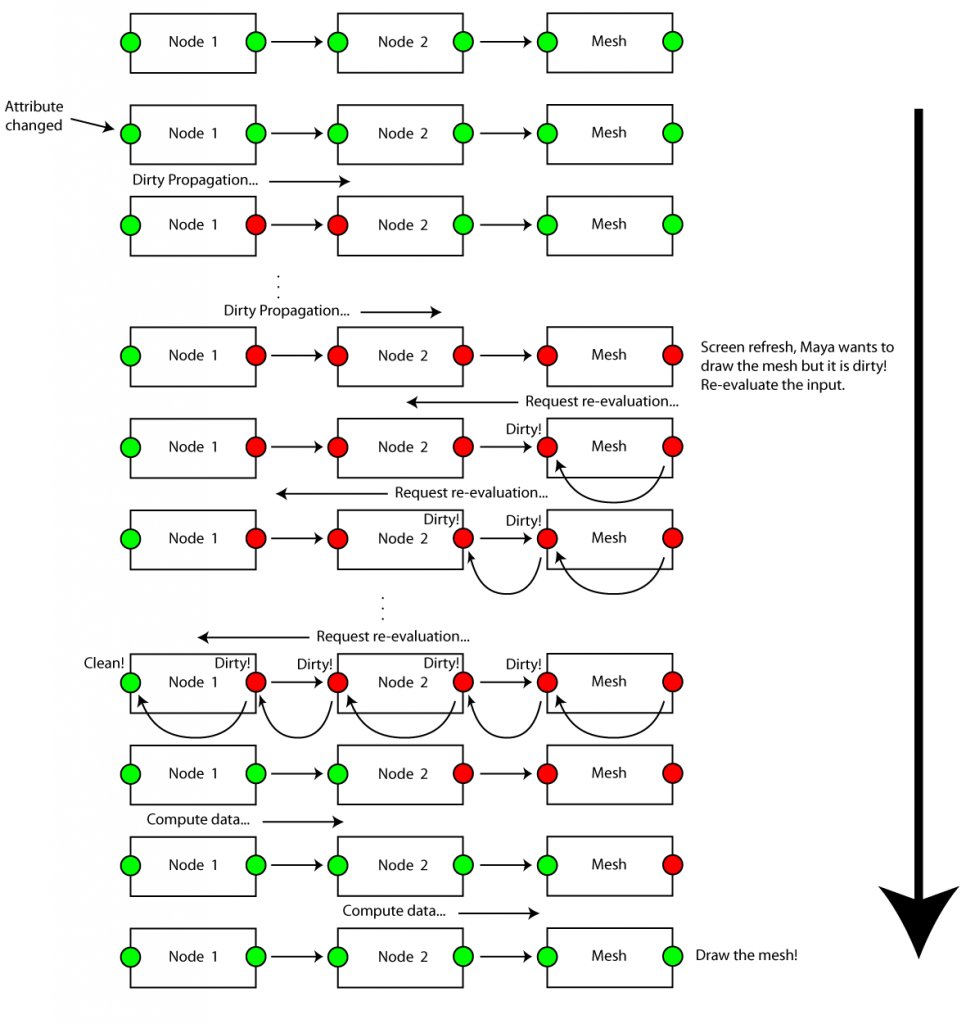 Node 1 Node 2 Mesh
Attribute
changed
Node 1 Node 2 Mesh
Dirty Propagation...
Node 1 Node 2 Mesh
Dirty Propagation...
Node 1 Node 2 Mesh
Screen refresh, Maya wants to
draw the mesh but it is dirty!
Re-evaluate the input.
Request re-evaluation...
Dirty!
Node 1 Node 2 Mesh
Request re-evaluation...
Dirty! Dirty!
Node 1 Node 2 Mesh
Request re-evaluation...
Clean! Dirty! Dirty! Dirty! Dirty!
Node 1 Node 2 Mesh
Node 1 Node 2 Mesh
Compute data...
Node 1 Node 2 Mesh
Compute data...
Node 1 Node 2 Mesh Draw the mesh!